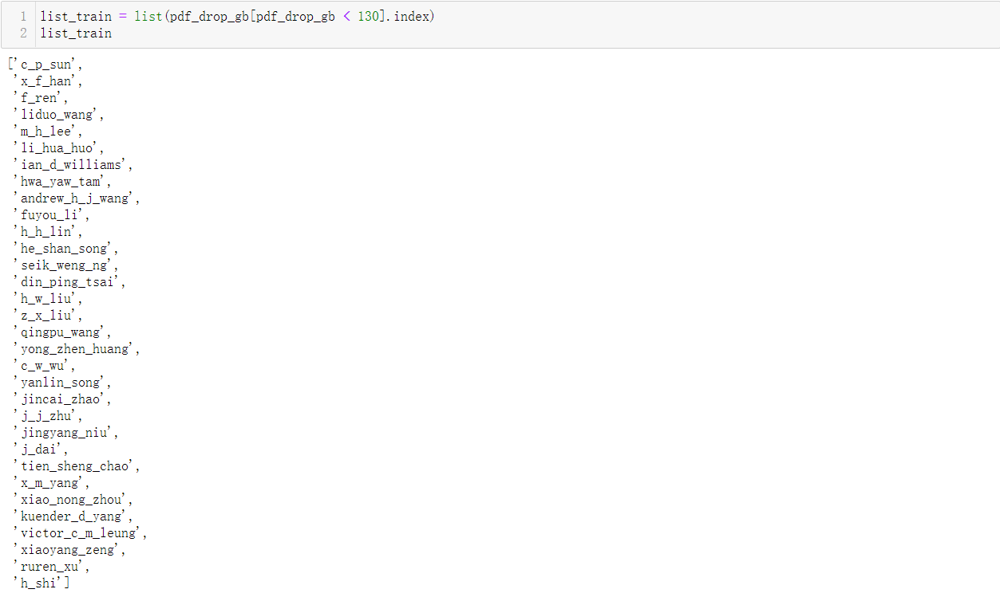 1 list_train = list(pdf_drop_gb[pdf_drop_gb < 130].index)
2 list_train
['c_p_sun',
'x_f_han',
'f_ren',
'liduo_wang',
'm_h_lee',
'li_hua_huo',
'ian_d_williams',
'hwa_yaw_tam',
'andrew_h_j_wang',
'fuyou_li',
'h_h_lin',
'he_shan_song',
'seik_weng_ng',
'din_ping_tsai',
'h_w_liu',
'z_x_liu',
'qingpu_wang',
'yong_zhen_huang',
'c_w_wu',
'yanlin_song',
'jincai_zhao',
'j_j_zhu',
'jingyang_niu',
'j_dai',
'tien_sheng_chao',
'x_m_yang',
'xiao_nong_zhou',
'kuender_d_yang',
'victor_c_m_leung',
'xiaoyang_zeng',
'ruren_xu',
'h_shi']